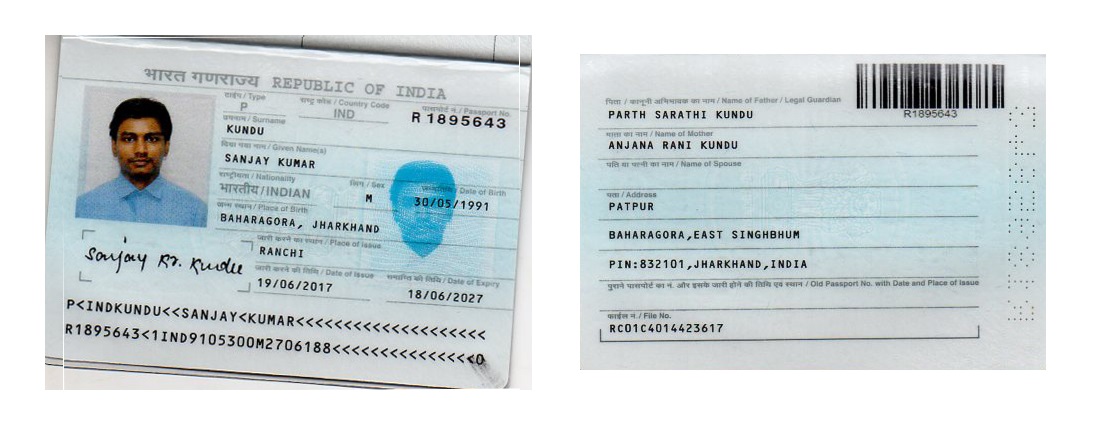 भारत गणराज्य REPUBLIC OF INDIA
टाईप / Type
राष्ट्र कोड / Country Code
पासपोर्ट नं. / Passport No.
P
IND
R 1895643
उपनाम / Surname
KUNDU
दिया गया नाम / Given Name(s)
SANJAY KUMAR
राष्ट्रीयता / Nationality
लिंग / Sex
जन्मतिथि / Date of Birth
भारतीय / INDIAN
M
30/05/1991
जन्म स्थान / Place of Birth
BAHARAGORA, JHARKHAND
जारी करने का स्थान / Place of Issue
RANCHI
जारी करने की तिथि / Date of Issue
समाप्ति की तिथि / Date of Expiry
19/06/2017
18/06/2027
Sanjay Kr. Kundu
P<INDKUNDU<<SANJAY<KUMAR<<<<<<<<<<<<<<<<<<<<
R1895643<1IND9105300M2706188<<<<<<<<<<<<<<<0
R1895643
पिता / कानूनी अभिभावक का नाम / Name of Father / Legal Guardian
PARTH SARATHI KUNDU
माता का नाम / Name of Mother
ANJANA RANI KUNDU
पति या पत्नी का नाम / Name of Spouse
पता / Address
PATPUR
BAHARAGORA,EAST SINGHBHUM
PIN:832101,JHARKHAND,INDIA
पुराने पासपोर्ट का नं. और इसके जारी होने की तिथि एवं स्थान / Old Passport No. with Date and Place of Issue
फाईल नं. / File No.
RC01C4014423617